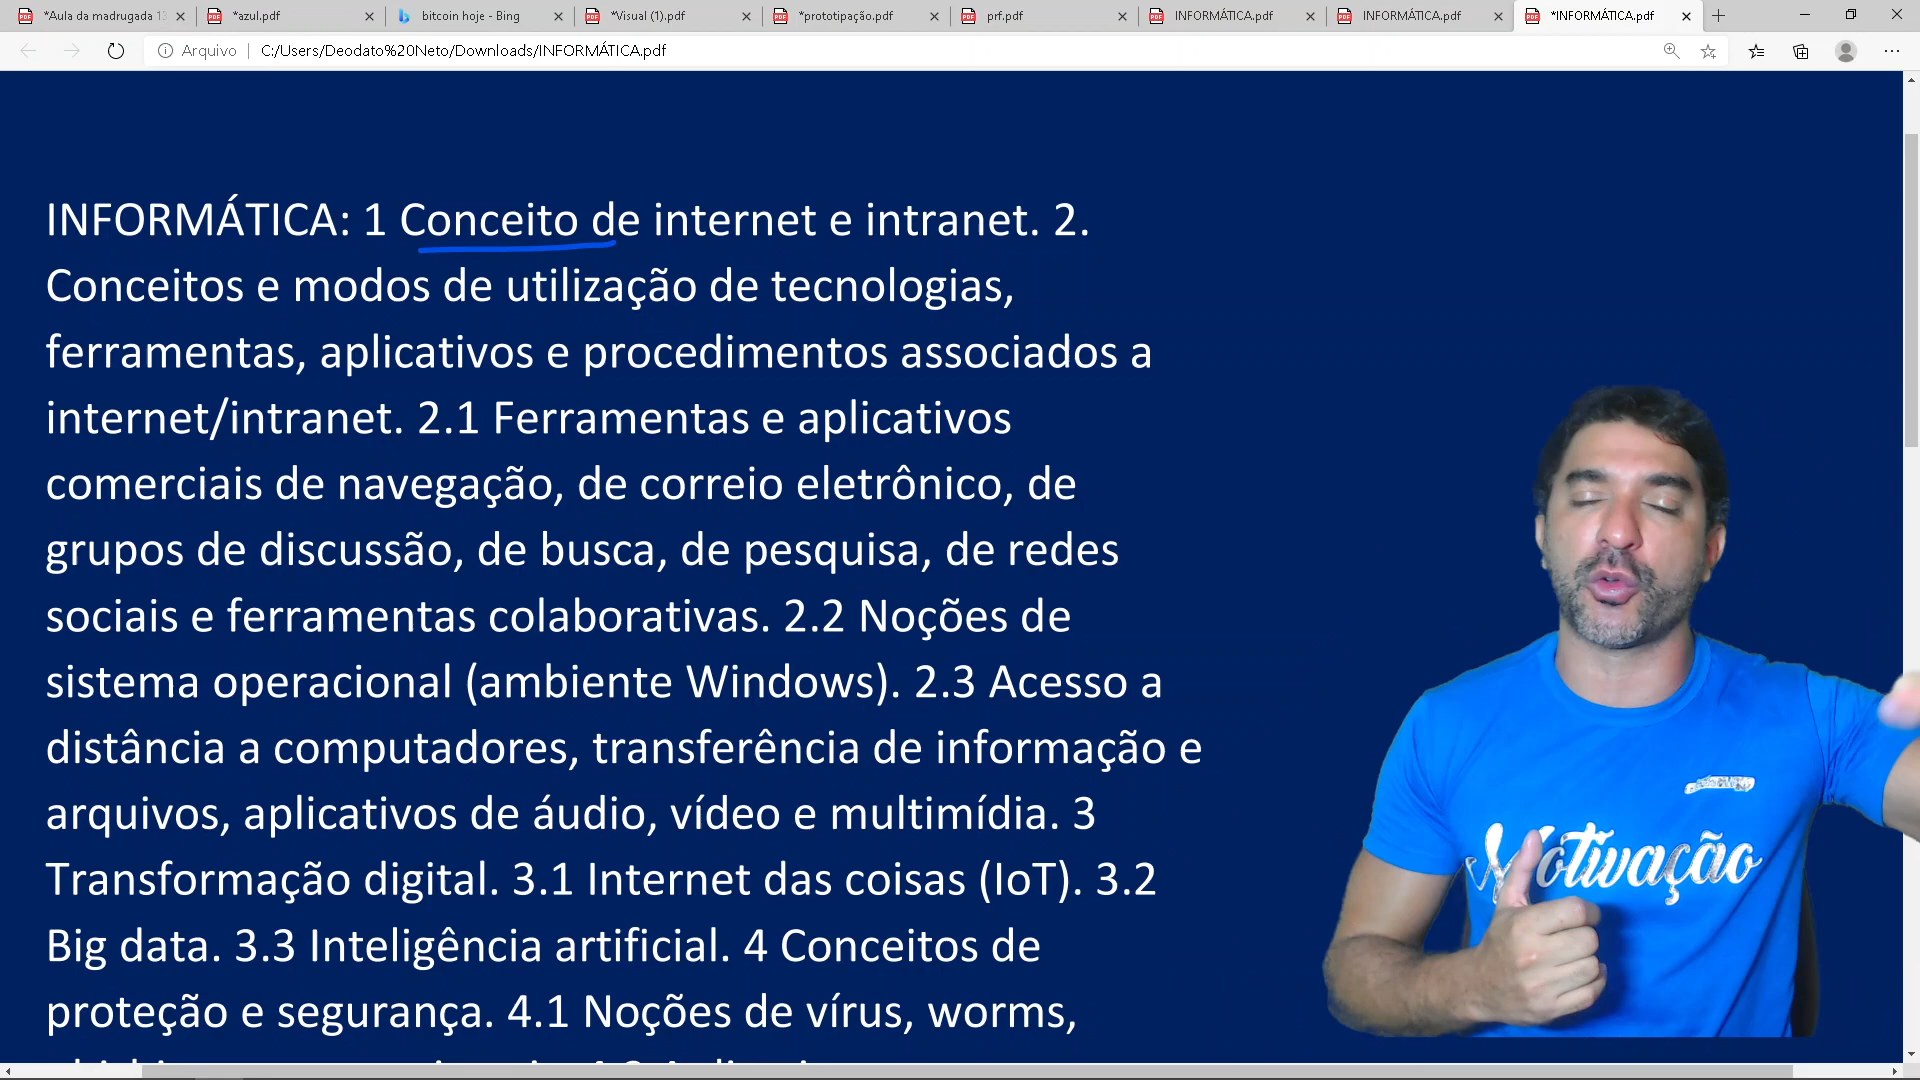 *Aula da madrugada 13
*azul.pdf
bitcoin hoje - Bing
*Visual (1).pdf
*prototipação.pdf
prf.pdf
INFORMÁTICA.pdf
INFORMÁTICA.pdf
*INFORMÁTICA.pdf
Arquivo
C:/Users/Deodato%20Neto/Downloads/INFORMÁTICA.pdf
INFORMÁTICA: 1 Conceito de internet e intranet. 2.
Conceitos e modos de utilização de tecnologias,
ferramentas, aplicativos e procedimentos associados a
internet/intranet. 2.1 Ferramentas e aplicativos
comerciais de navegação, de correio eletrônico, de
grupos de discussão, de busca, de pesquisa, de redes
sociais e ferramentas colaborativas. 2.2 Noções de
sistema operacional (ambiente Windows). 2.3 Acesso a
distância a computadores, transferência de informação e
arquivos, aplicativos de áudio, vídeo e multimídia. 3
Transformação digital. 3.1 Internet das coisas (IoT). 3.2
Big data. 3.3 Inteligência artificial. 4 Conceitos de
proteção e segurança. 4.1 Noções de vírus, worms,
Motivação